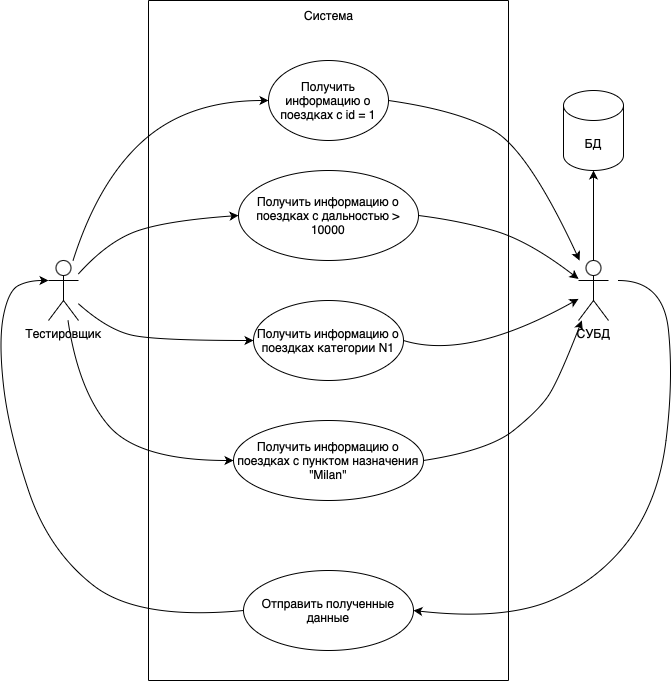 Система
Получить
информацию о
поездках с id = 1
БД
Получить информацию о
поездках с дальностью >
10000
Тестировщик
СУБД
Получить информацию о
поездках категории N1
Получить информацию о
поездках с пунктом назначения
"Milan"
Отправить полученные
данные